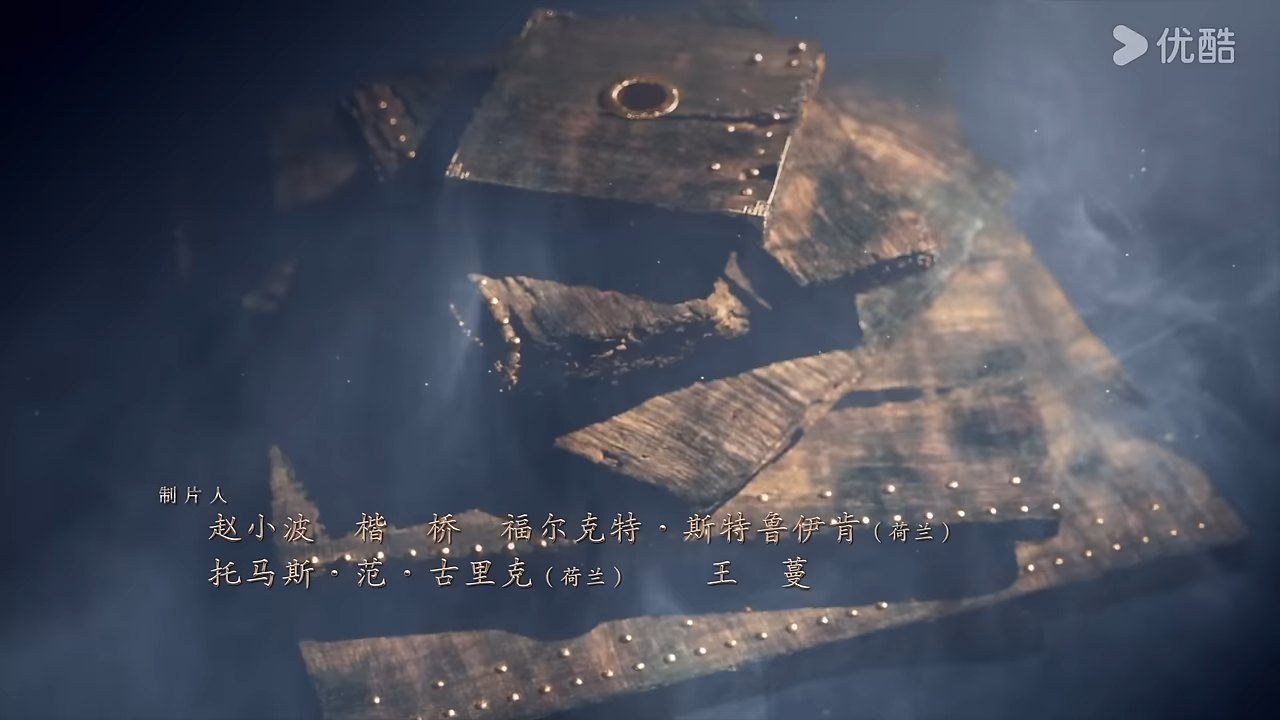 优酷
制片人
赵小波 楷 桥 福尔克特·斯特鲁伊肯（荷兰）
托马斯·范·古里克（荷兰） 王 蔓